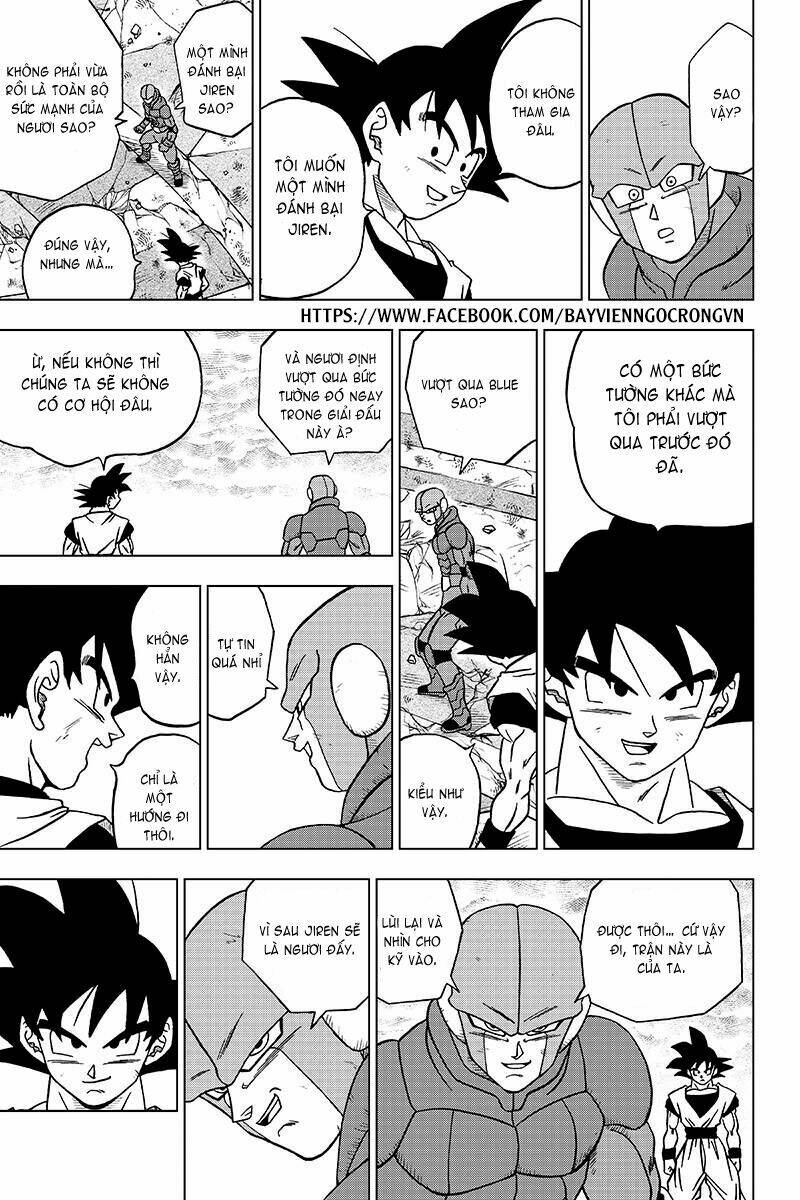 SAO
VẬY?
TÔI KHÔNG
THAM GIA
ĐÂU.
TÔI MUỐN
MỘT MÌNH
ĐÁNH BẠI
JIREN.
MỘT MÌNH
ĐÁNH BẠI
JIREN
SAO?
KHÔNG PHẢI VỪA
RỒI LÀ TOÀN BỘ
SỨC MẠNH CỦA
NGƯƠI SAO?
ĐÚNG VẬY,
NHƯNG MÀ...
HTTPS://WWW.FACEBOOK.COM/BAYVIENNGOCRONGVN
CÓ MỘT BỨC
TƯỜNG KHÁC MÀ
TÔI PHẢI VƯỢT
QUA TRƯỚC ĐÓ
ĐÃ.
VƯỢT QUA BLUE
SAO?
KIỂU NHƯ
VẬY.
VÀ NGƯƠI ĐỊNH
VƯỢT QUA BỨC
TƯỜNG ĐÓ NGAY
TRONG GIẢI ĐẤU
NÀY À?
Ừ, NẾU KHÔNG THÌ
CHÚNG TA SẼ KHÔNG
CÓ CƠ HỘI ĐÂU.
TỰ TIN
QUÁ NHỈ
KHÔNG
HẲN
VẬY.
CHỈ LÀ
MỘT
HƯỚNG ĐI
THÔI.
ĐƯỢC THÔI... CỨ VẬY
ĐI, TRẬN NÀY LÀ
CỦA TA.
LÙI LẠI VÀ
NHÌN CHO
KỸ VÀO.
VÌ SAU JIREN SẼ
LÀ NGƯƠI ĐẤY.